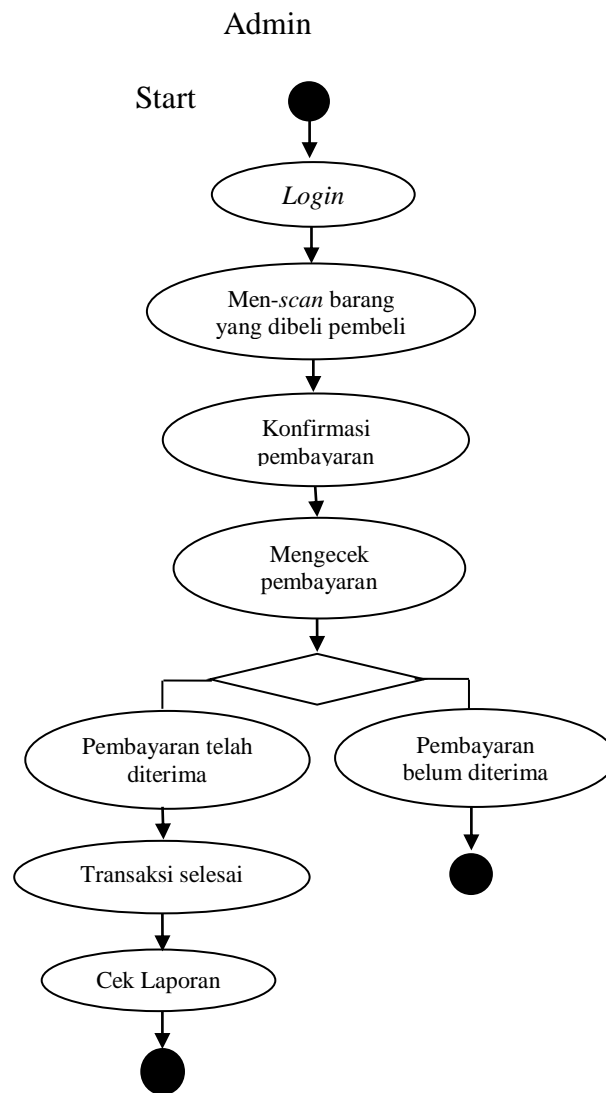 Admin
Start
Login
Men-scan barang
yang dibeli pembeli
Konfirmasi
pembayaran
Mengecek
pembayaran
Pembayaran telah
diterima
Pembayaran
belum diterima
Transaksi selesai
Cek Laporan